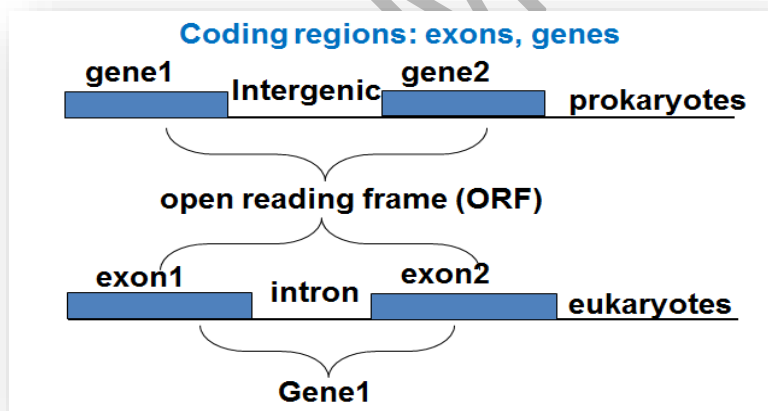 Coding regions: exons, genes
gene1 Intergenic gene2 prokaryotes
open reading frame (ORF)
exon1 intron exon2 eukaryotes
Gene1